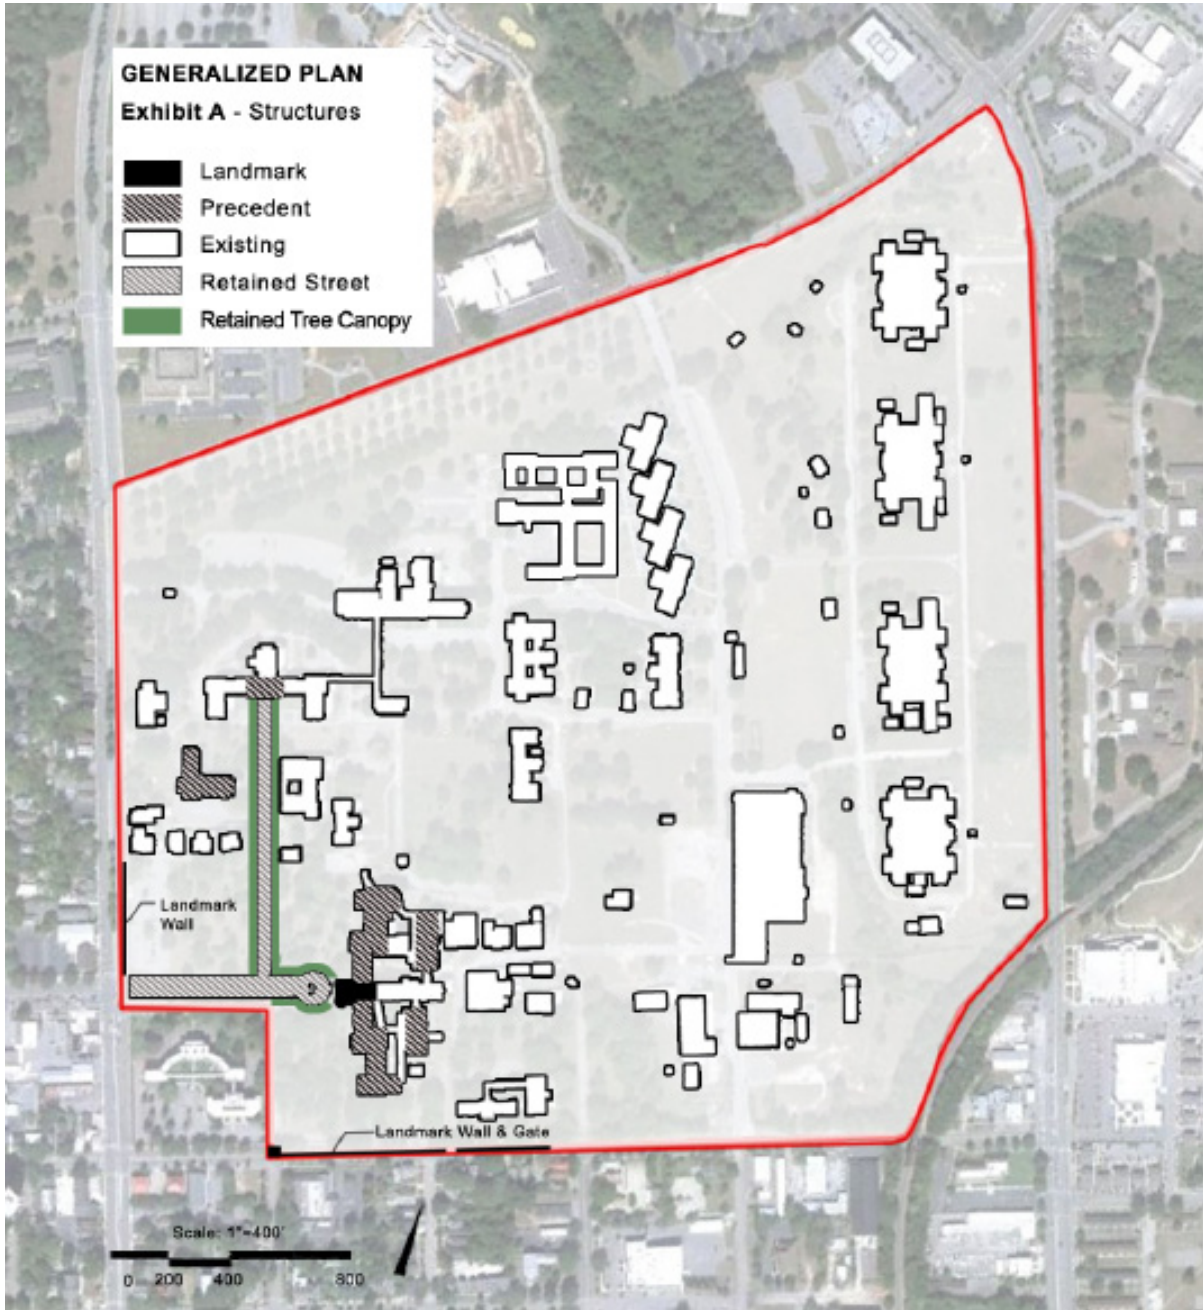 GENERALIZED PLAN
Exhibit A - Structures
Landmark
Precedent
Existing
Retained Street
Retained Tree Canopy
Landmark
Wall
Landmark Wall & Gate
Scale: 1"=400'
0 200 400 800